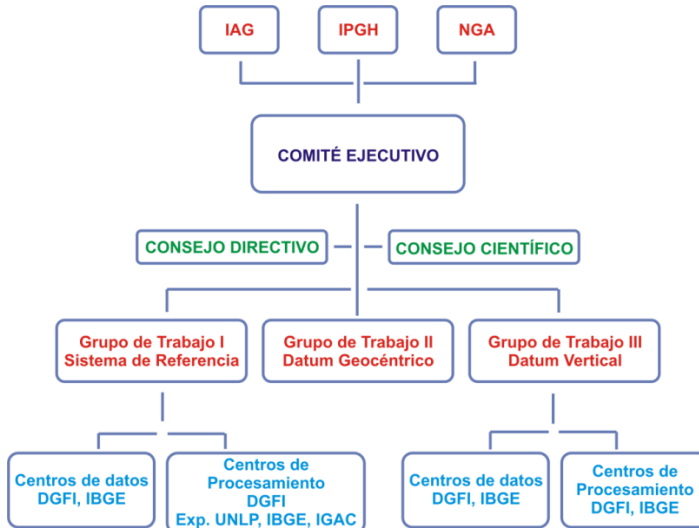 IAG
IPGH
NGA
COMITÉ EJECUTIVO
CONSEJO DIRECTIVO
CONSEJO CIENTÍFICO
Grupo de Trabajo I
Sistema de Referencia
Grupo de Trabajo II
Datum Geocéntrico
Grupo de Trabajo III
Datum Vertical
Centros de datos
DGFI, IBGE
Centros de
Procesamiento
DGFI
Exp. UNLP, IBGE, IGAC
Centros de datos
DGFI, IBGE
Centros de
Procesamiento
DGFI, IBGE